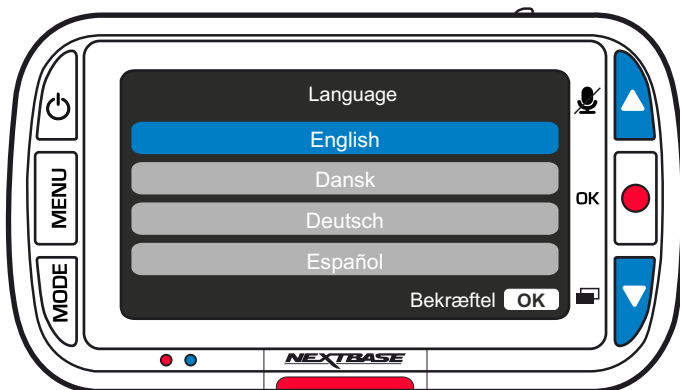 Language
English
Dansk
Deutsch
Español
Bekræftel OK
MENU
MODE
OK
NEXTBASE